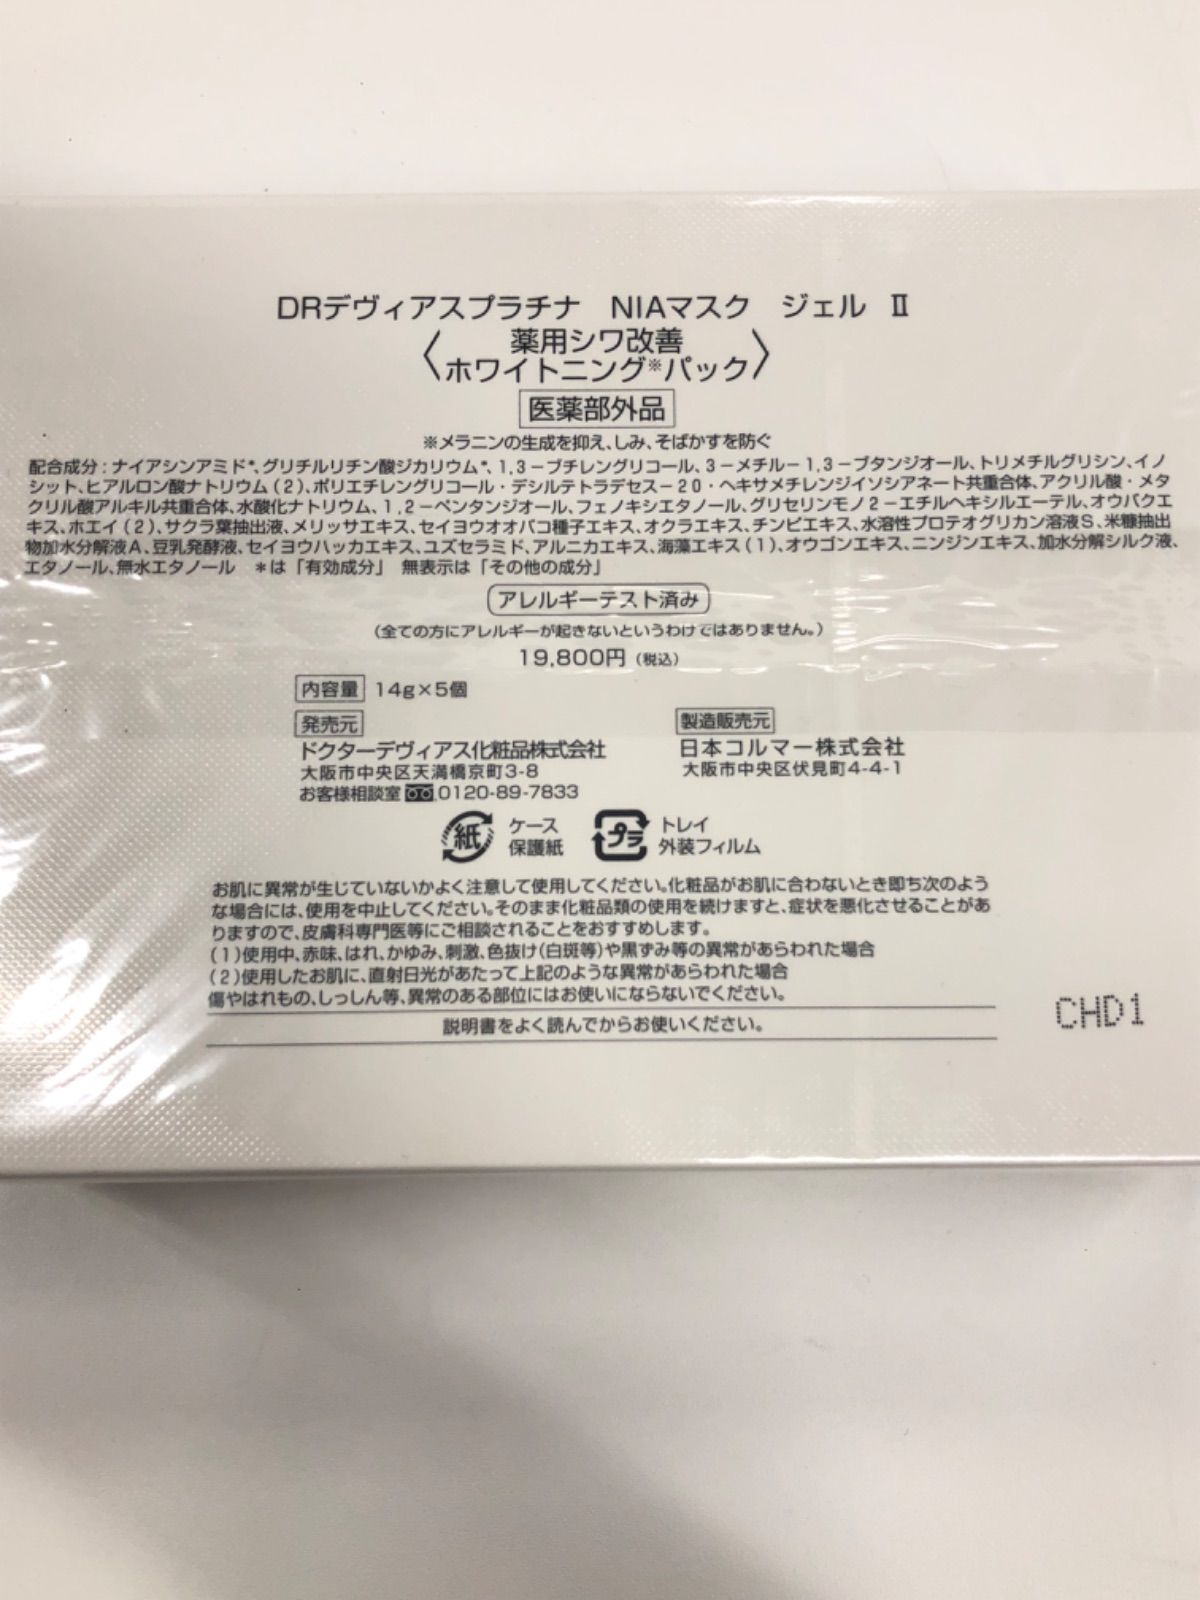 DRデヴィアスプラチナ　NIAマスク　ジェル　Ⅱ
〈薬用シワ改善
ホワイトニング※パック〉
医薬部外品
※メラニンの生成を抑え、しみ、そばかすを防ぐ
配合成分：ナイアシンアミド*、グリチルリチン酸ジカリウム*、1,3－ブチレングリコール、3－メチル－1,3－ブタンジオール、トリメチルグリシン、イノ
シット、ヒアルロン酸ナトリウム（2）、ポリエチレングリコール・デシルテトラデセス－20・ヘキサメチレンジイソシアネート共重合体、アクリル酸・メタ
クリル酸アルキル共重合体、水酸化ナトリウム、1,2－ペンタンジオール、フェノキシエタノール、グリセリンモノ2－エチルヘキシルエーテル、オウバクエ
キス、ホエイ（2）、サクラ葉抽出液、メリッサエキス、セイヨウオオバコ種子エキス、オクラエキス、チンピエキス、水溶性プロテオグリカン溶液S、米糠抽出
物加水分解液A、豆乳発酵液、セイヨウハッカエキス、ユズセラミド、アルニカエキス、海藻エキス（1）、オウゴンエキス、ニンジンエキス、加水分解シルク液、
エタノール、無水エタノール　＊は「有効成分」　無表示は「その他の成分」
アレルギーテスト済み
（全ての方にアレルギーが起きないというわけではありません。）
19,800円（税込）
内容量 14g×5個
発売元
ドクターデヴィアス化粧品株式会社
大阪市中央区天満橋京町3-8
お客様相談室 0120-89-7833
製造販売元
日本コルマー株式会社
大阪市中央区伏見町4-4-1
紙 ケース
保護紙
プラ トレイ
外装フィルム
お肌に異常が生じていないかよく注意して使用してください。化粧品がお肌に合わないとき即ち次のよう
な場合には、使用を中止してください。そのまま化粧品類の使用を続けますと、症状を悪化させることがあ
りますので、皮膚科専門医等にご相談されることをおすすめします。
（1）使用中、赤味、はれ、かゆみ、刺激、色抜け（白斑等）や黒ずみ等の異常があらわれた場合
（2）使用したお肌に、直射日光があたって上記のような異常があらわれた場合
傷やはれもの、しっしん等、異常のある部位にはお使いにならないでください。
説明書をよく読んでからお使いください。
CHD1